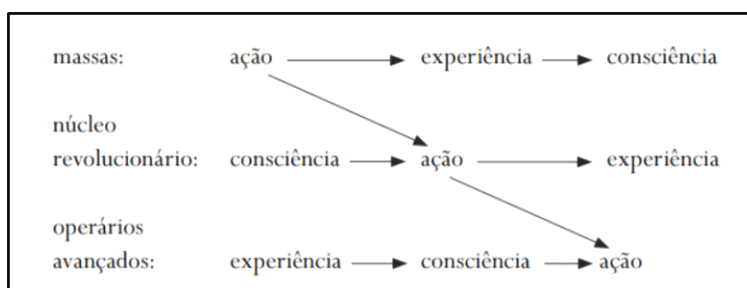 massas: ação experiência consciência
núcleo
revolucionário: consciência ação experiência
operários
avançados: experiência consciência ação